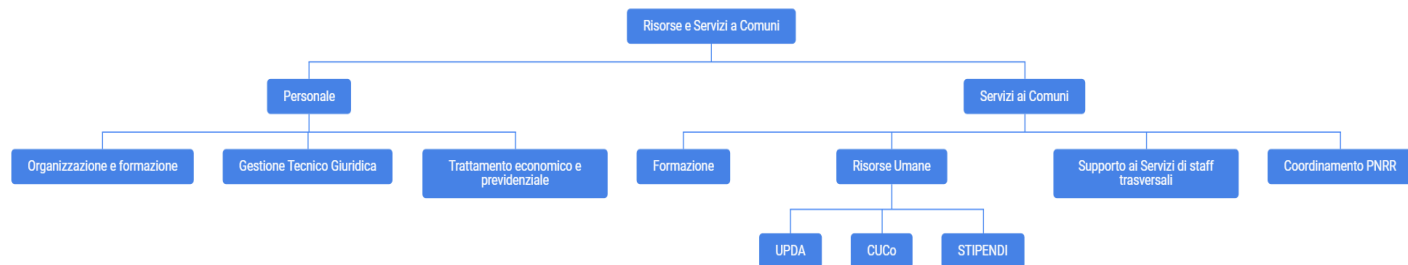 Risorse e Servizi a Comuni
Personale
Servizi ai Comuni
Organizzazione e formazione
Gestione Tecnico Giuridica
Trattamento economico e
previdenziale
Formazione
Risorse Umane
Supporto ai Servizi di staff
trasversali
Coordinamento PNRR
UPDA
CUCo
STIPENDI